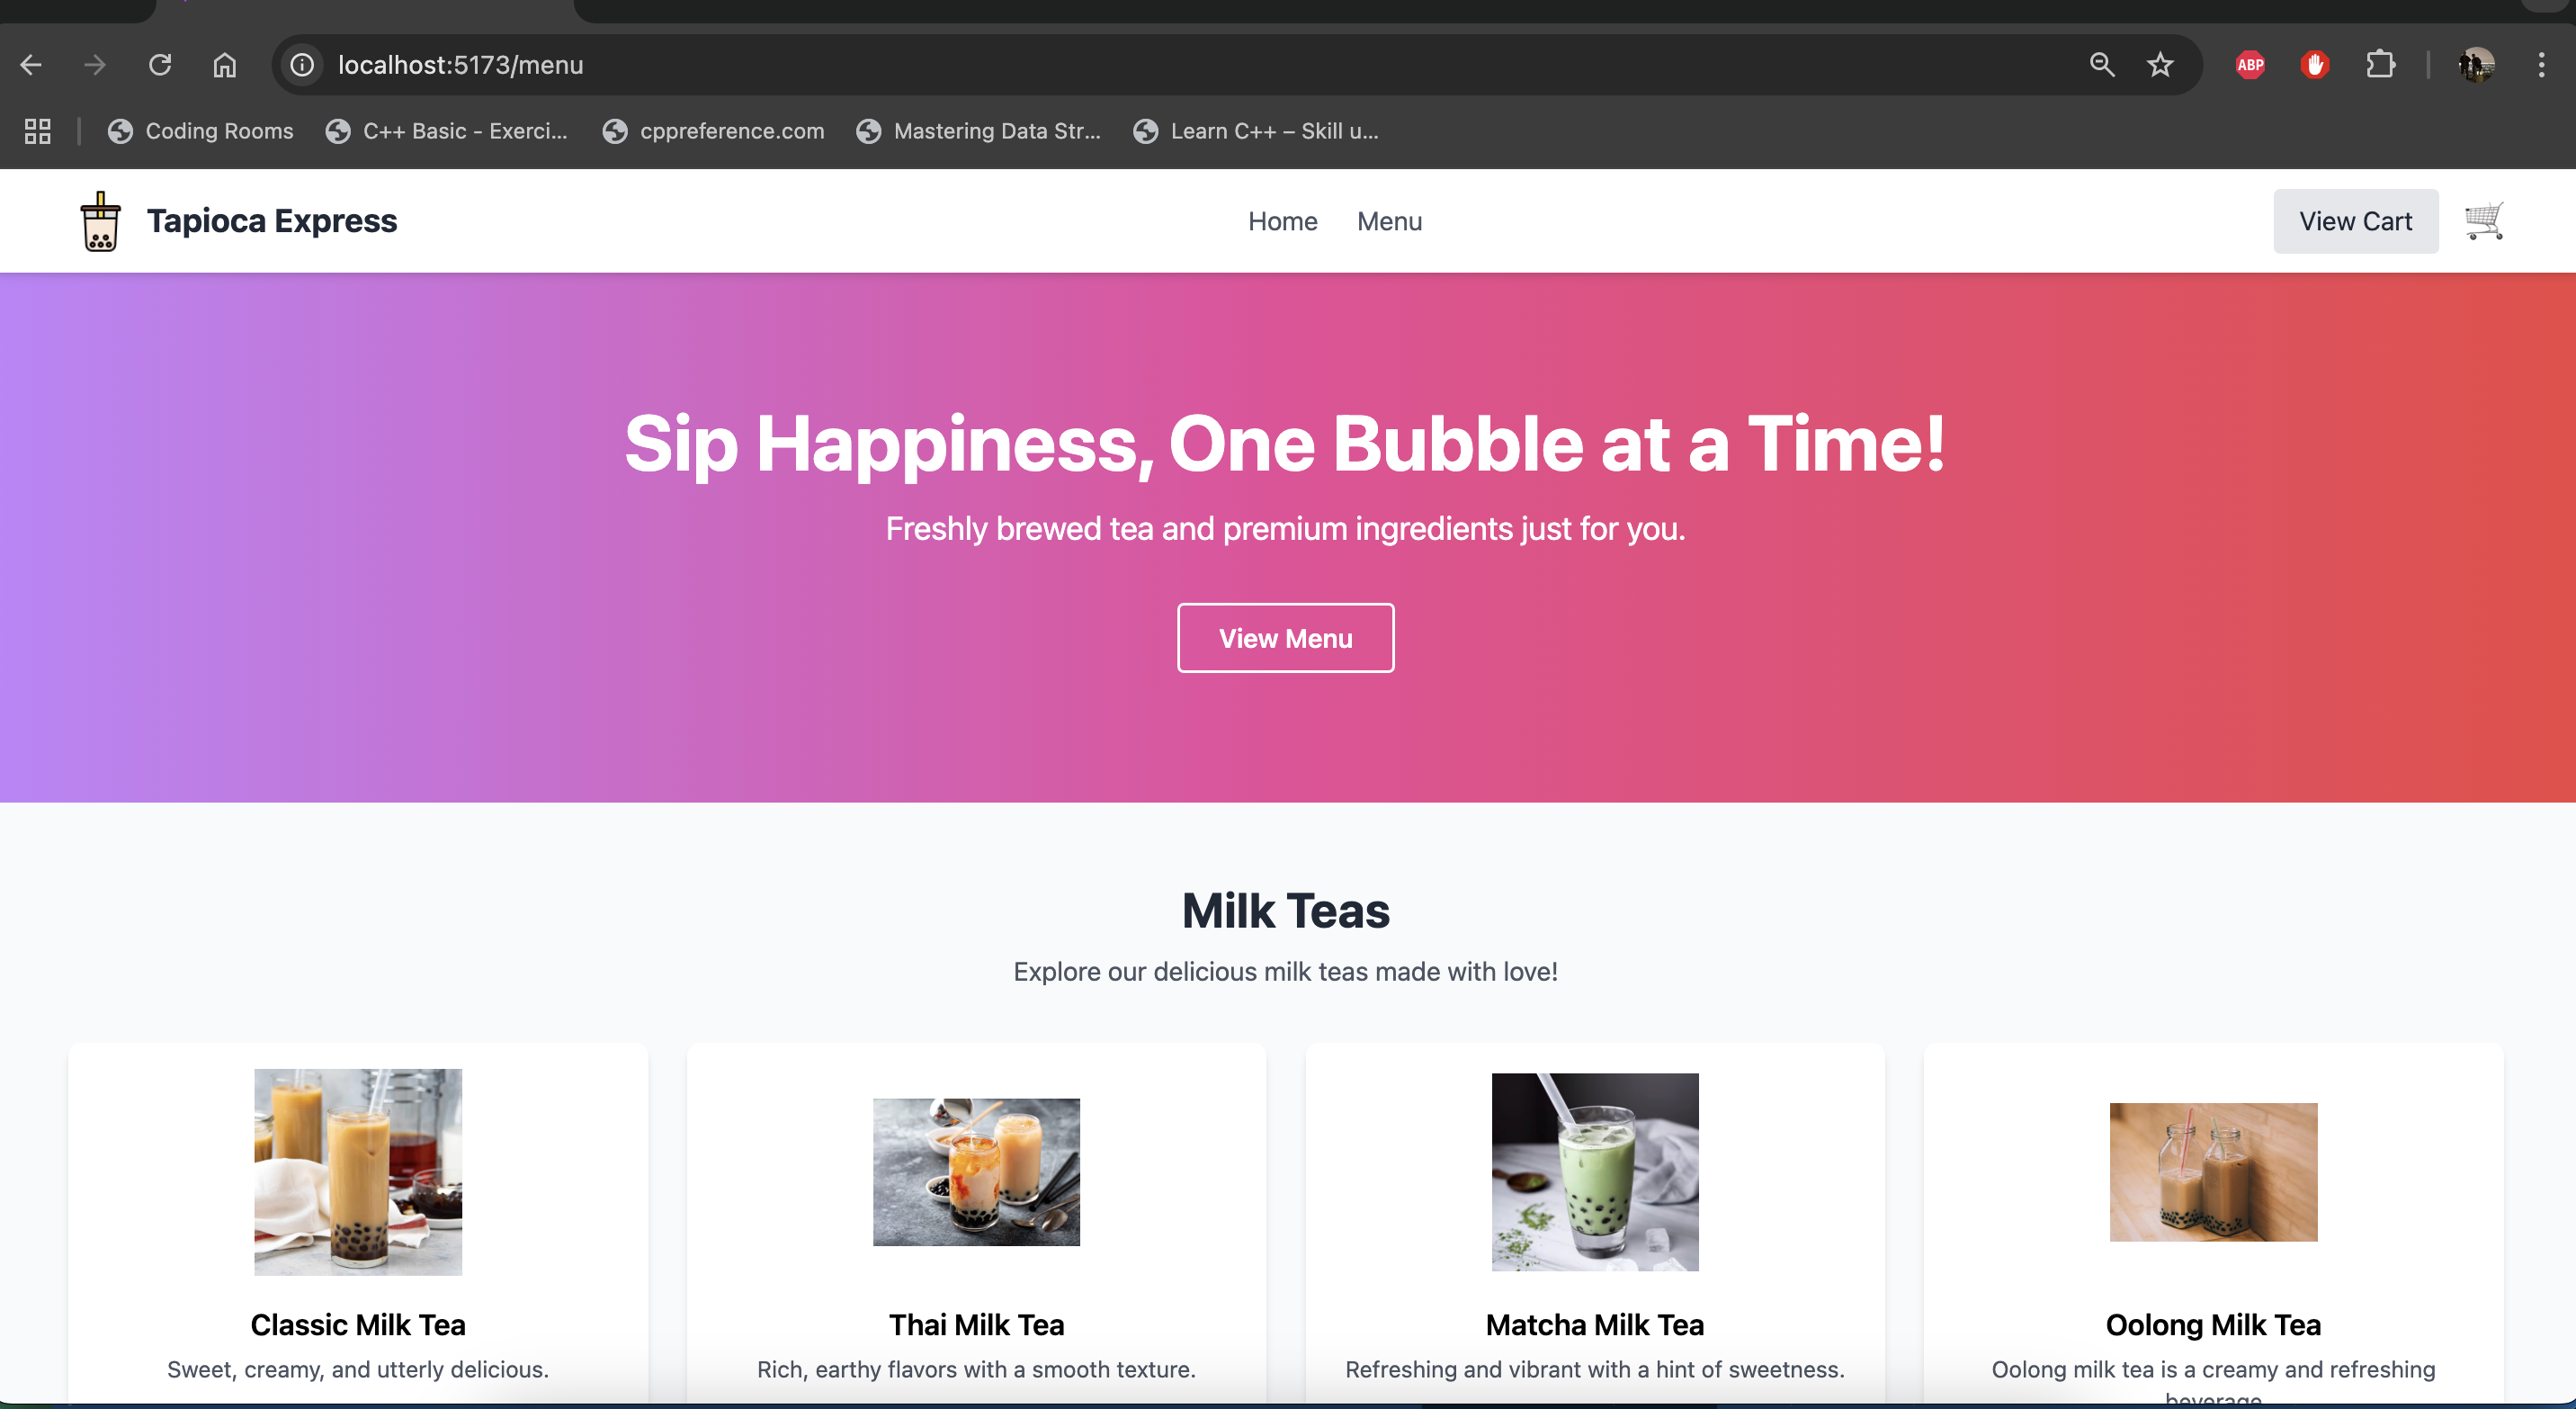 localhost:5173/menu
ABP
Coding Rooms
C++ Basic - Exerci...
cppreference.com
Mastering Data Str...
Learn C++ – Skill u...
Tapioca Express
Home
Menu
View Cart
Sip Happiness, One Bubble at a Time!
Freshly brewed tea and premium ingredients just for you.
View Menu
Milk Teas
Explore our delicious milk teas made with love!
Classic Milk Tea
Sweet, creamy, and utterly delicious.
Thai Milk Tea
Rich, earthy flavors with a smooth texture.
Matcha Milk Tea
Refreshing and vibrant with a hint of sweetness.
Oolong Milk Tea
Oolong milk tea is a creamy and refreshing
beverage